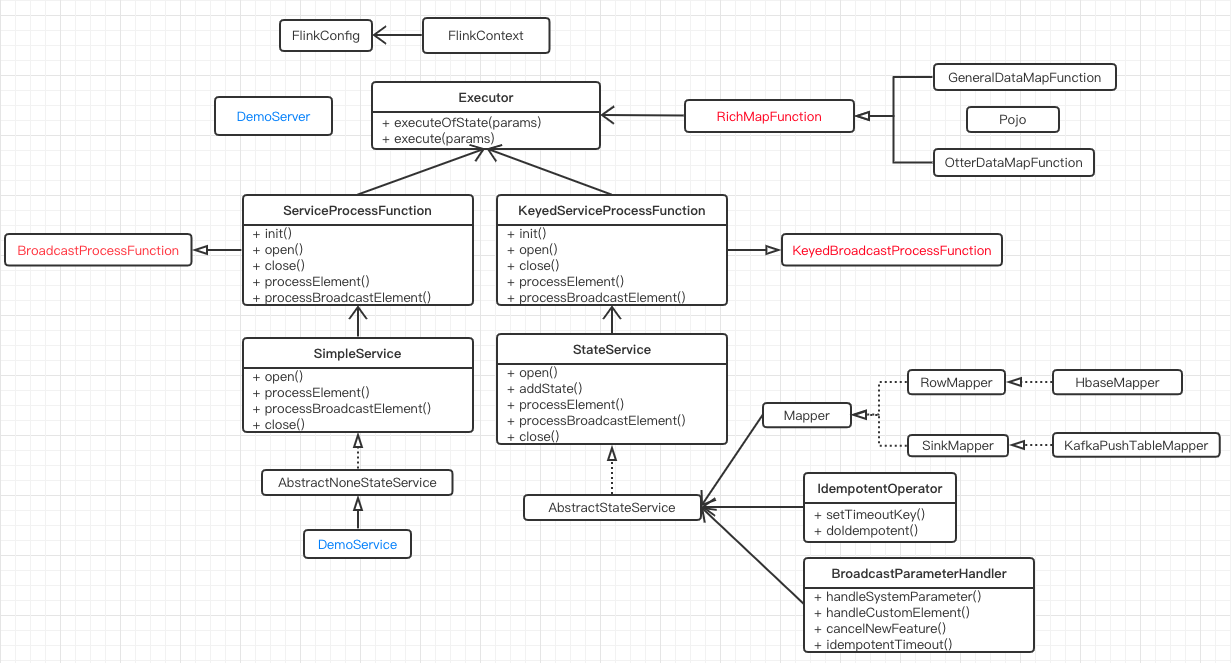 FlinkConfig
FlinkContext
DemoServer
Executor
+ executeOfState(params)
+ execute(params)
RichMapFunction
GeneralDataMapFunction
Pojo
OtterDataMapFunction
BroadcastProcessFunction
ServiceProcessFunction
+ init()
+ open()
+ close()
+ processElement()
+ processBroadcastElement()
KeyedServiceProcessFunction
+ init()
+ open()
+ close()
+ processElement()
+ processBroadcastElement()
KeyedBroadcastProcessFunction
SimpleService
+ open()
+ processElement()
+ processBroadcastElement()
+ close()
StateService
+ open()
+ addState()
+ processElement()
+ processBroadcastElement()
+ close()
Mapper
RowMapper
HbaseMapper
SinkMapper
KafkaPushTableMapper
AbstractNoneStateService
DemoService
AbstractStateService
IdempotentOperator
+ setTimeoutKey()
+ doIdempotent()
BroadcastParameterHandler
+ handleSystemParameter()
+ handleCustomElement()
+ cancelNewFeature()
+ idempotentTimeout()